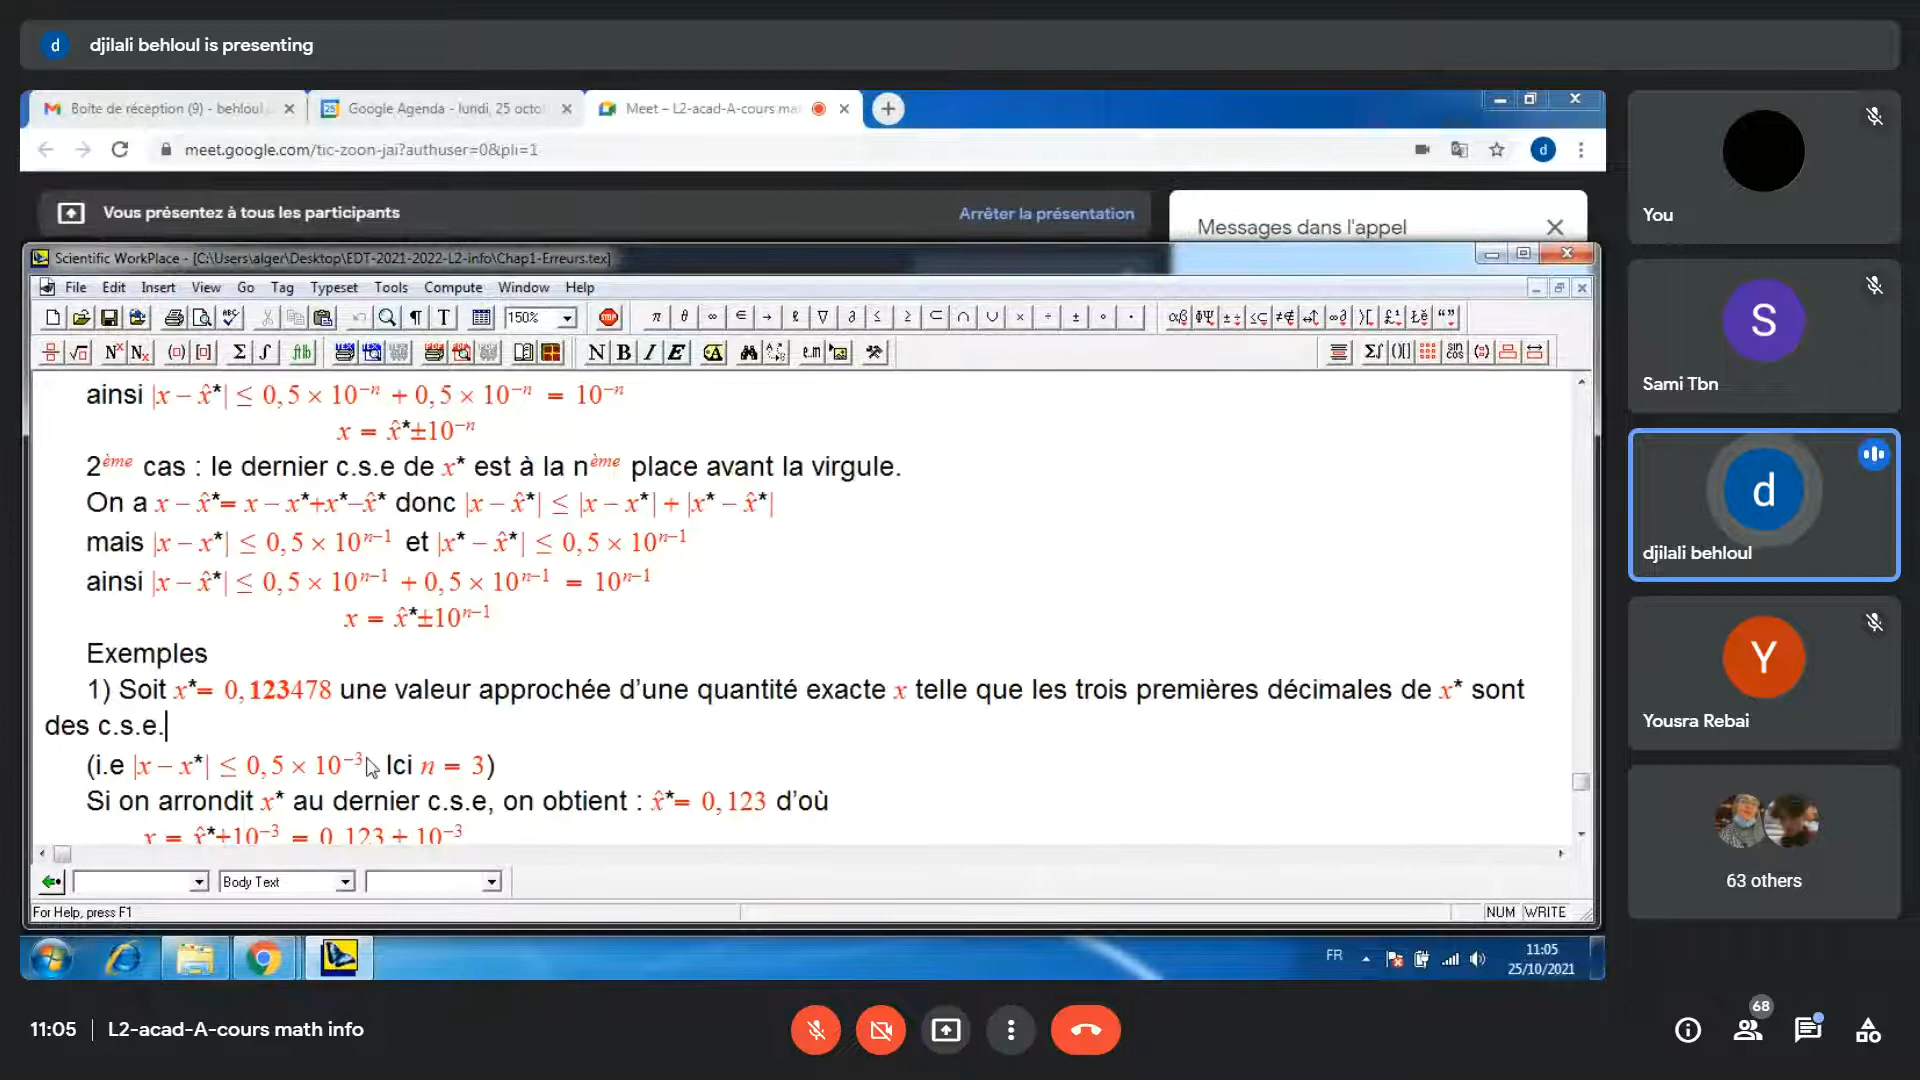 d djilali behloul is presenting
Boîte de réception (9) - behloul
Google Agenda - lundi, 25 octo
Meet – L2-acad-A-cours ma
meet.google.com/tic-zoon-jai?authuser=0&pli=1
d
Vous présentez à tous les participants
Arrêter la présentation
Messages dans l'appel
Scientific WorkPlace - [C:\Users\alger\Desktop\EDT-2021-2022-L2-info\Chap1-Erreurs.tex]
File Edit Insert View Go Tag Typeset Tools Compute Window Help
150%
ainsi |x – x̂*| ≤ 0,5 × 10⁻ⁿ + 0,5 × 10⁻ⁿ = 10⁻ⁿ
x = x̂*±10⁻ⁿ
2ème cas : le dernier c.s.e de x* est à la nème place avant la virgule.
On a x – x̂*= x – x*+x*–x̂* donc |x – x̂*| ≤ |x – x*| + |x* – x̂*|
mais |x – x*| ≤ 0,5 × 10ⁿ⁻¹ et |x* – x̂*| ≤ 0,5 × 10ⁿ⁻¹
ainsi |x – x̂*| ≤ 0,5 × 10ⁿ⁻¹ + 0,5 × 10ⁿ⁻¹ = 10ⁿ⁻¹
x = x̂*±10ⁿ⁻¹
Exemples
1) Soit x*= 0,123478 une valeur approchée d'une quantité exacte x telle que les trois premières décimales de x* sont
des c.s.e.
(i.e |x – x*| ≤ 0,5 × 10⁻³ Ici n = 3)
Si on arrondit x* au dernier c.s.e, on obtient : x̂*= 0,123 d'où
x = x̂*±10⁻³ = 0,123 ± 10⁻³
Body Text
For Help, press F1
NUM WRITE
FR
11:05
25/10/2021
You
S
Sami Tbn
d
djilali behloul
Y
Yousra Rebai
63 others
11:05 | L2-acad-A-cours math info
68